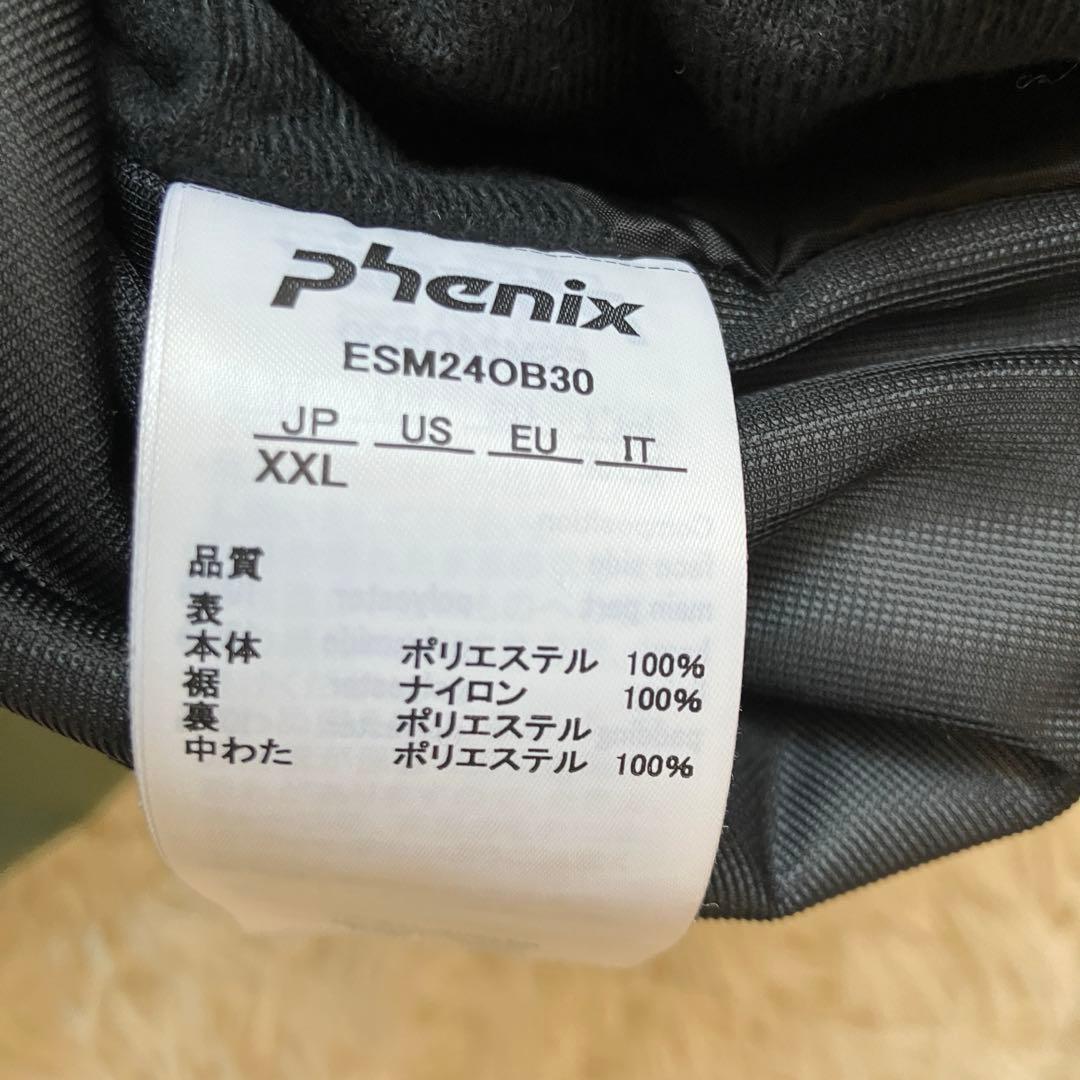 phenix
ESM24OB30
JP US EU IT
XXL
品質
表
本体 ポリエステル 100%
裾 ナイロン 100%
裏 ポリエステル
中わた ポリエステル 100%